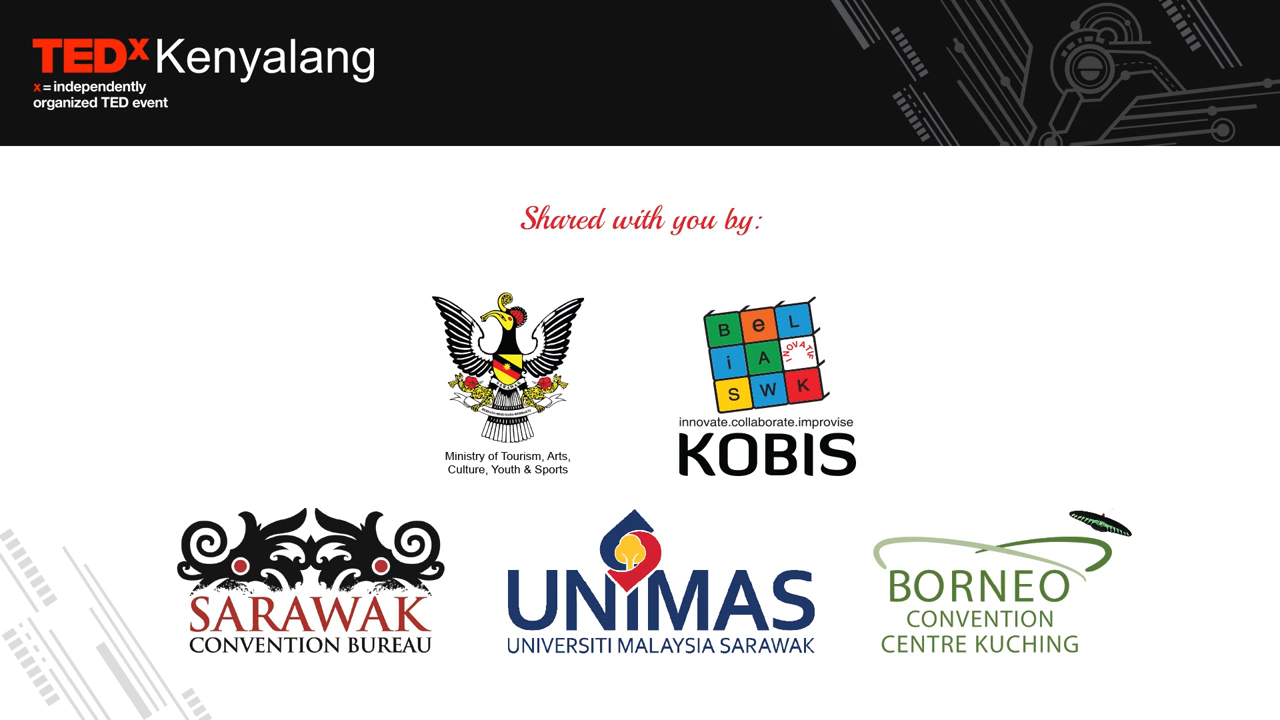 TEDx Kenyalang
x = independently
organized TED event
Shared with you by:
B e L
i A INOVATIF
S W K
innovate.collaborate.improvise
KOBIS
Ministry of Tourism, Arts,
Culture, Youth & Sports
SARAWAK
CONVENTION BUREAU
UNIMAS
UNIVERSITI MALAYSIA SARAWAK
BORNEO
CONVENTION
CENTRE KUCHING